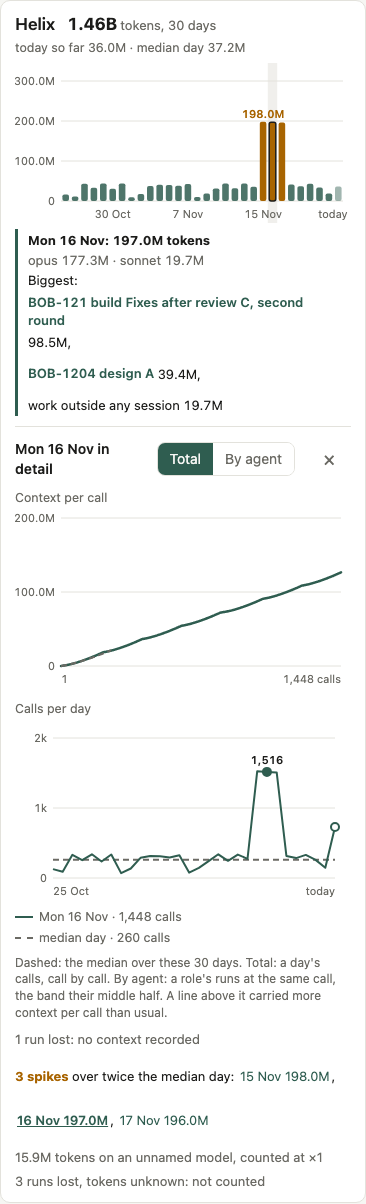 Helix 1.46B tokens, 30 days
today so far 36.0M · median day 37.2M
300.0M
200.0M
198.0M
100.0M
0
30 Oct 7 Nov 15 Nov today
Mon 16 Nov: 197.0M tokens
opus 177.3M · sonnet 19.7M
Biggest:
BOB-121 build Fixes after review C, second
round
98.5M,
BOB-1204 design A 39.4M,
work outside any session 19.7M
Mon 16 Nov in
detail
Total By agent ×
Context per call
200.0M
100.0M
0
1 1,448 calls
Calls per day
2k
1,516
1k
0
25 Oct today
Mon 16 Nov · 1,448 calls
median day · 260 calls
Dashed: the median over these 30 days. Total: a day's
calls, call by call. By agent: a role's runs at the same call,
the band their middle half. A line above it carried more
context per call than usual.
1 run lost: no context recorded
3 spikes over twice the median day: 15 Nov 198.0M,
16 Nov 197.0M, 17 Nov 196.0M
15.9M tokens on an unnamed model, counted at ×1
3 runs lost, tokens unknown: not counted